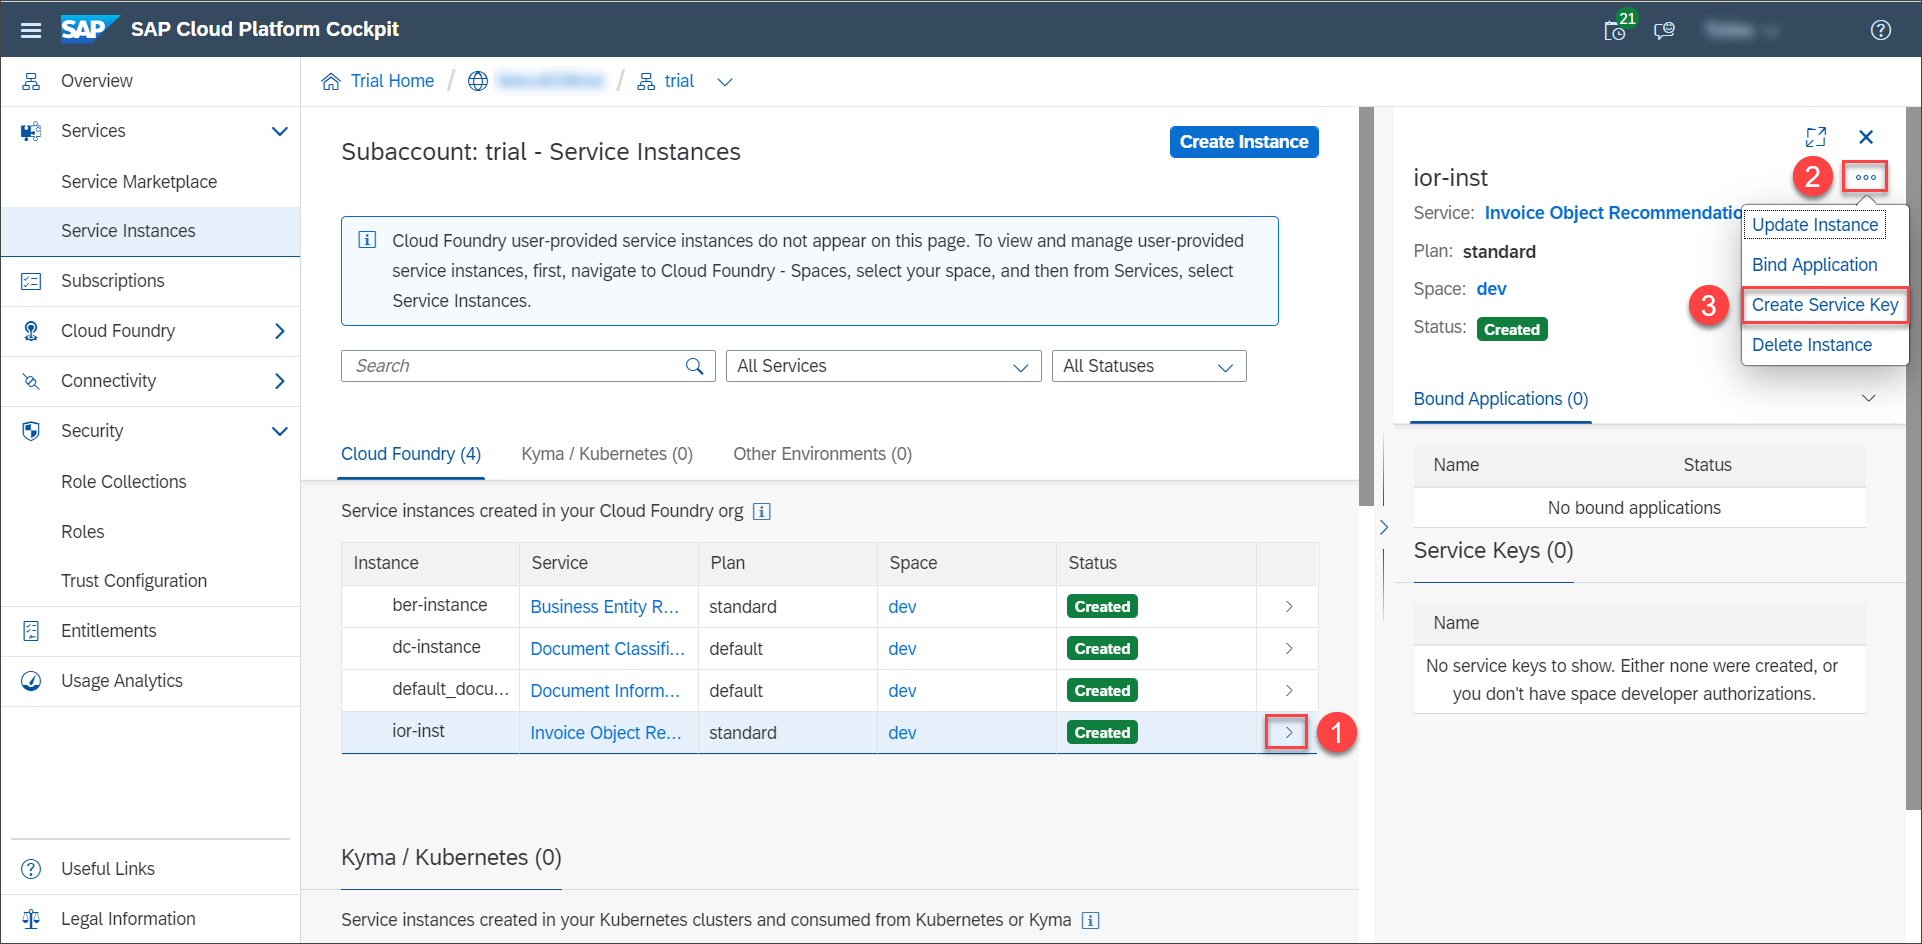 SAP SAP Cloud Platform Cockpit
21
Overview
Services
Service Marketplace
Service Instances
Subscriptions
Cloud Foundry
Connectivity
Security
Role Collections
Roles
Trust Configuration
Entitlements
Usage Analytics
Useful Links
Legal Information
Trial Home / / trial
Subaccount: trial - Service Instances
Create Instance
Cloud Foundry user-provided service instances do not appear on this page. To view and manage user-provided
service instances, first, navigate to Cloud Foundry - Spaces, select your space, and then from Services, select
Service Instances.
Search
All Services
All Statuses
Cloud Foundry (4) Kyma / Kubernetes (0) Other Environments (0)
Service instances created in your Cloud Foundry org
Instance Service Plan Space Status
ber-instance Business Entity R... standard dev Created
dc-instance Document Classifi... default dev Created
default_docu... Document Inform... default dev Created
ior-inst Invoice Object Re... standard dev Created
1
Kyma / Kubernetes (0)
Service instances created in your Kubernetes clusters and consumed from Kubernetes or Kyma
ior-inst
2
Service: Invoice Object Recommendatio
Plan: standard
Space: dev
Status: Created
Update Instance
Bind Application
3
Create Service Key
Delete Instance
Bound Applications (0)
Name Status
No bound applications
Service Keys (0)
Name
No service keys to show. Either none were created, or
you don't have space developer authorizations.